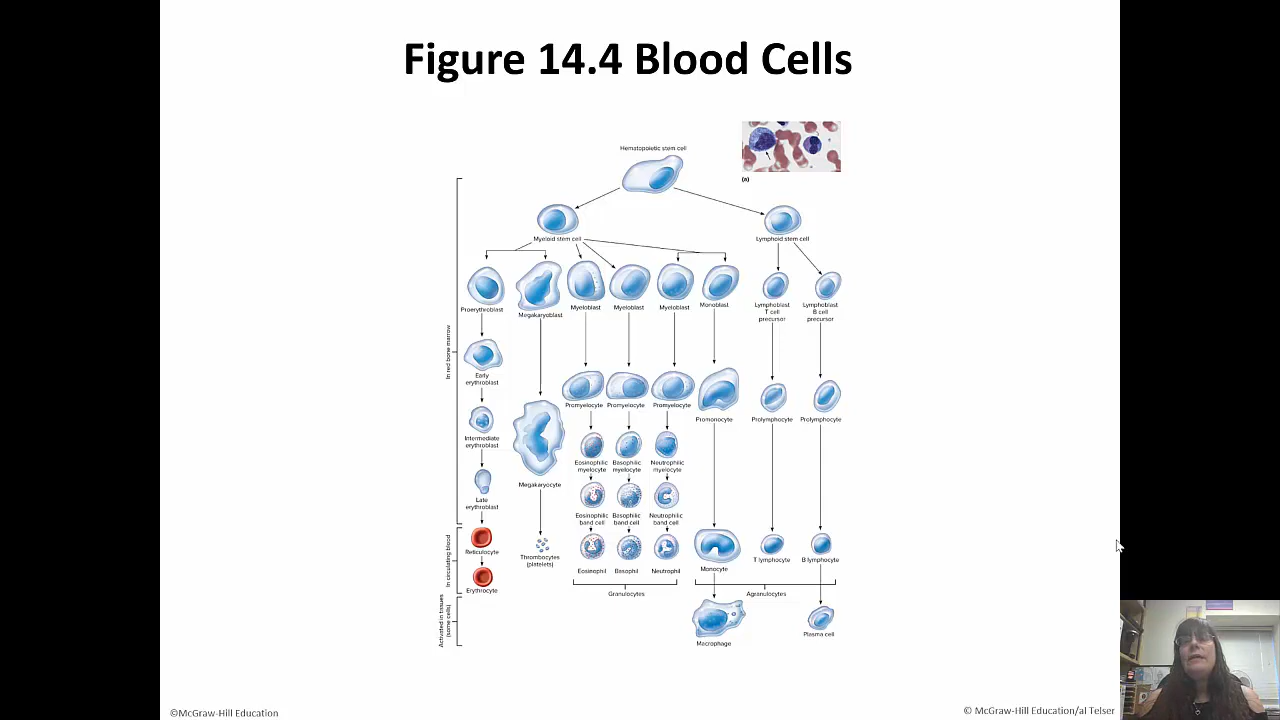 Figure 14.4 Blood Cells
Hematopoietic stem cell
(a)
Myeloid stem cell
Lymphoid stem cell
Proerythroblast
Megakaryoblast
Myeloblast
Myeloblast
Myeloblast
Monoblast
Lymphoblast
T cell
precursor
Lymphoblast
B cell
precursor
In red bone marrow
Early
erythroblast
Promyelocyte
Promyelocyte
Promyelocyte
Promonocyte
Prolymphocyte
Prolymphocyte
Intermediate
erythroblast
Eosinophilic
myelocyte
Basophilic
myelocyte
Neutrophilic
myelocyte
Megakaryocyte
Late
erythroblast
Eosinophilic
band cell
Basophilic
band cell
Neutrophilic
band cell
In circulating blood
Reticulocyte
Thrombocytes
(platelets)
Eosinophil
Basophil
Neutrophil
Monocyte
T lymphocyte
B lymphocyte
Erythrocyte
Granulocytes
Agranulocytes
Activated in tissues
(some cells)
Macrophage
Plasma cell
©McGraw-Hill Education
© McGraw-Hill Education/al Telser